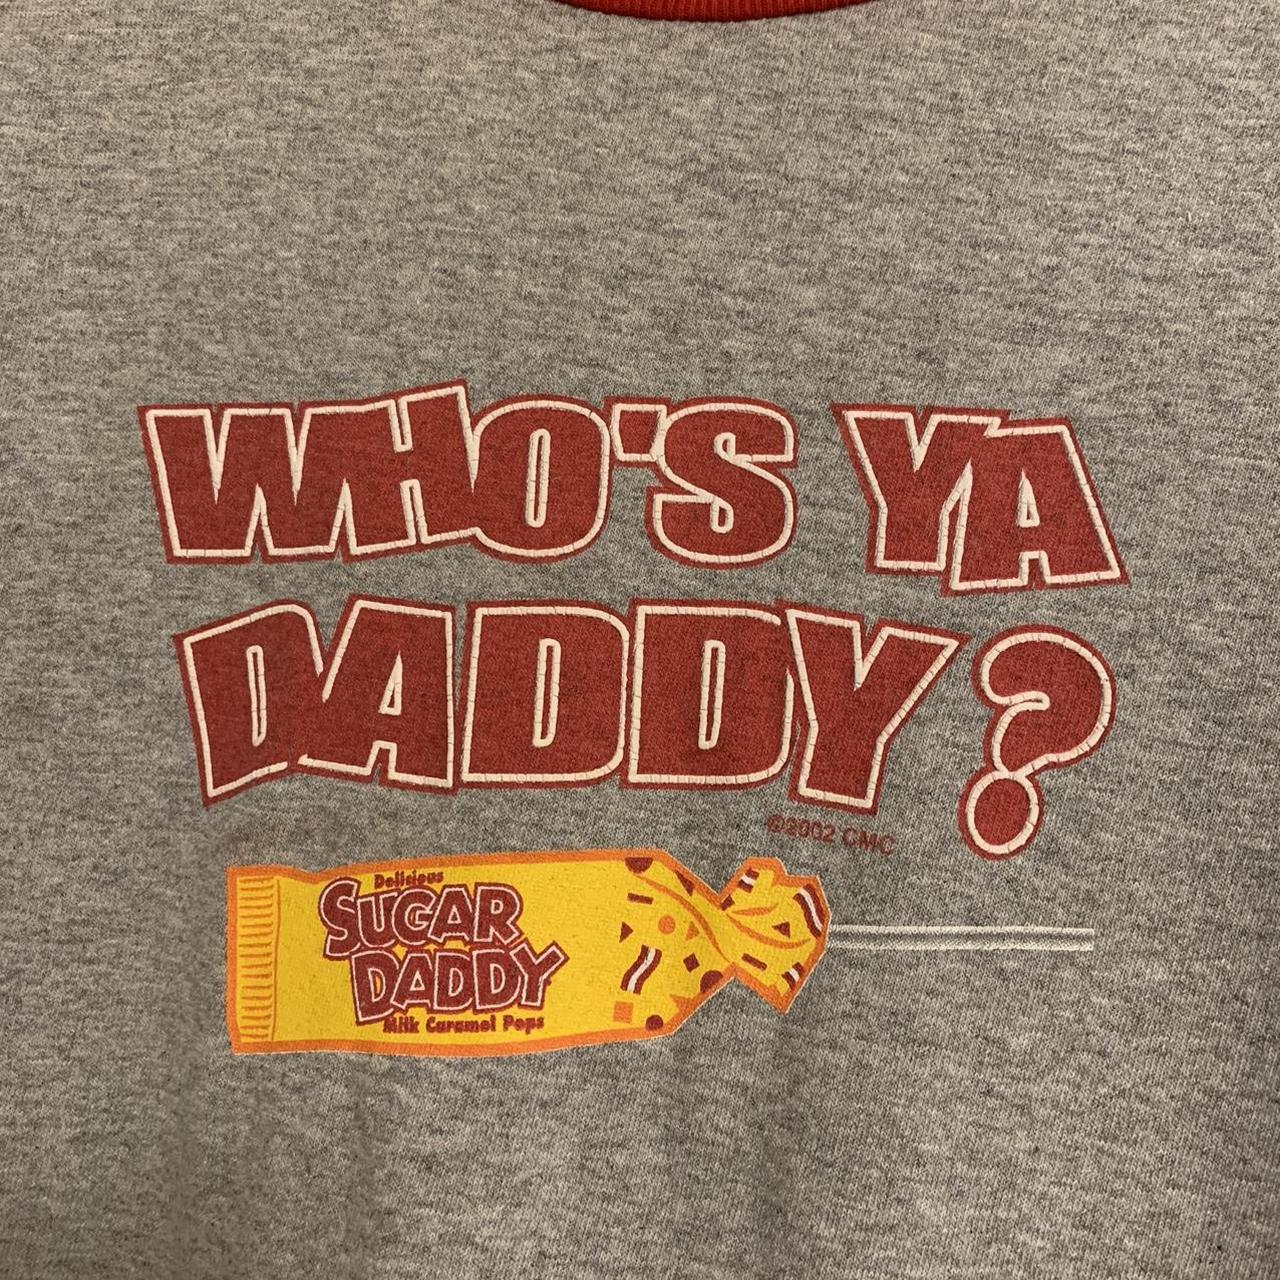 WHO'S YA
DADDY?
©2002 CMC
Delicious
SUGAR
DADDY
Milk Caramel Pops